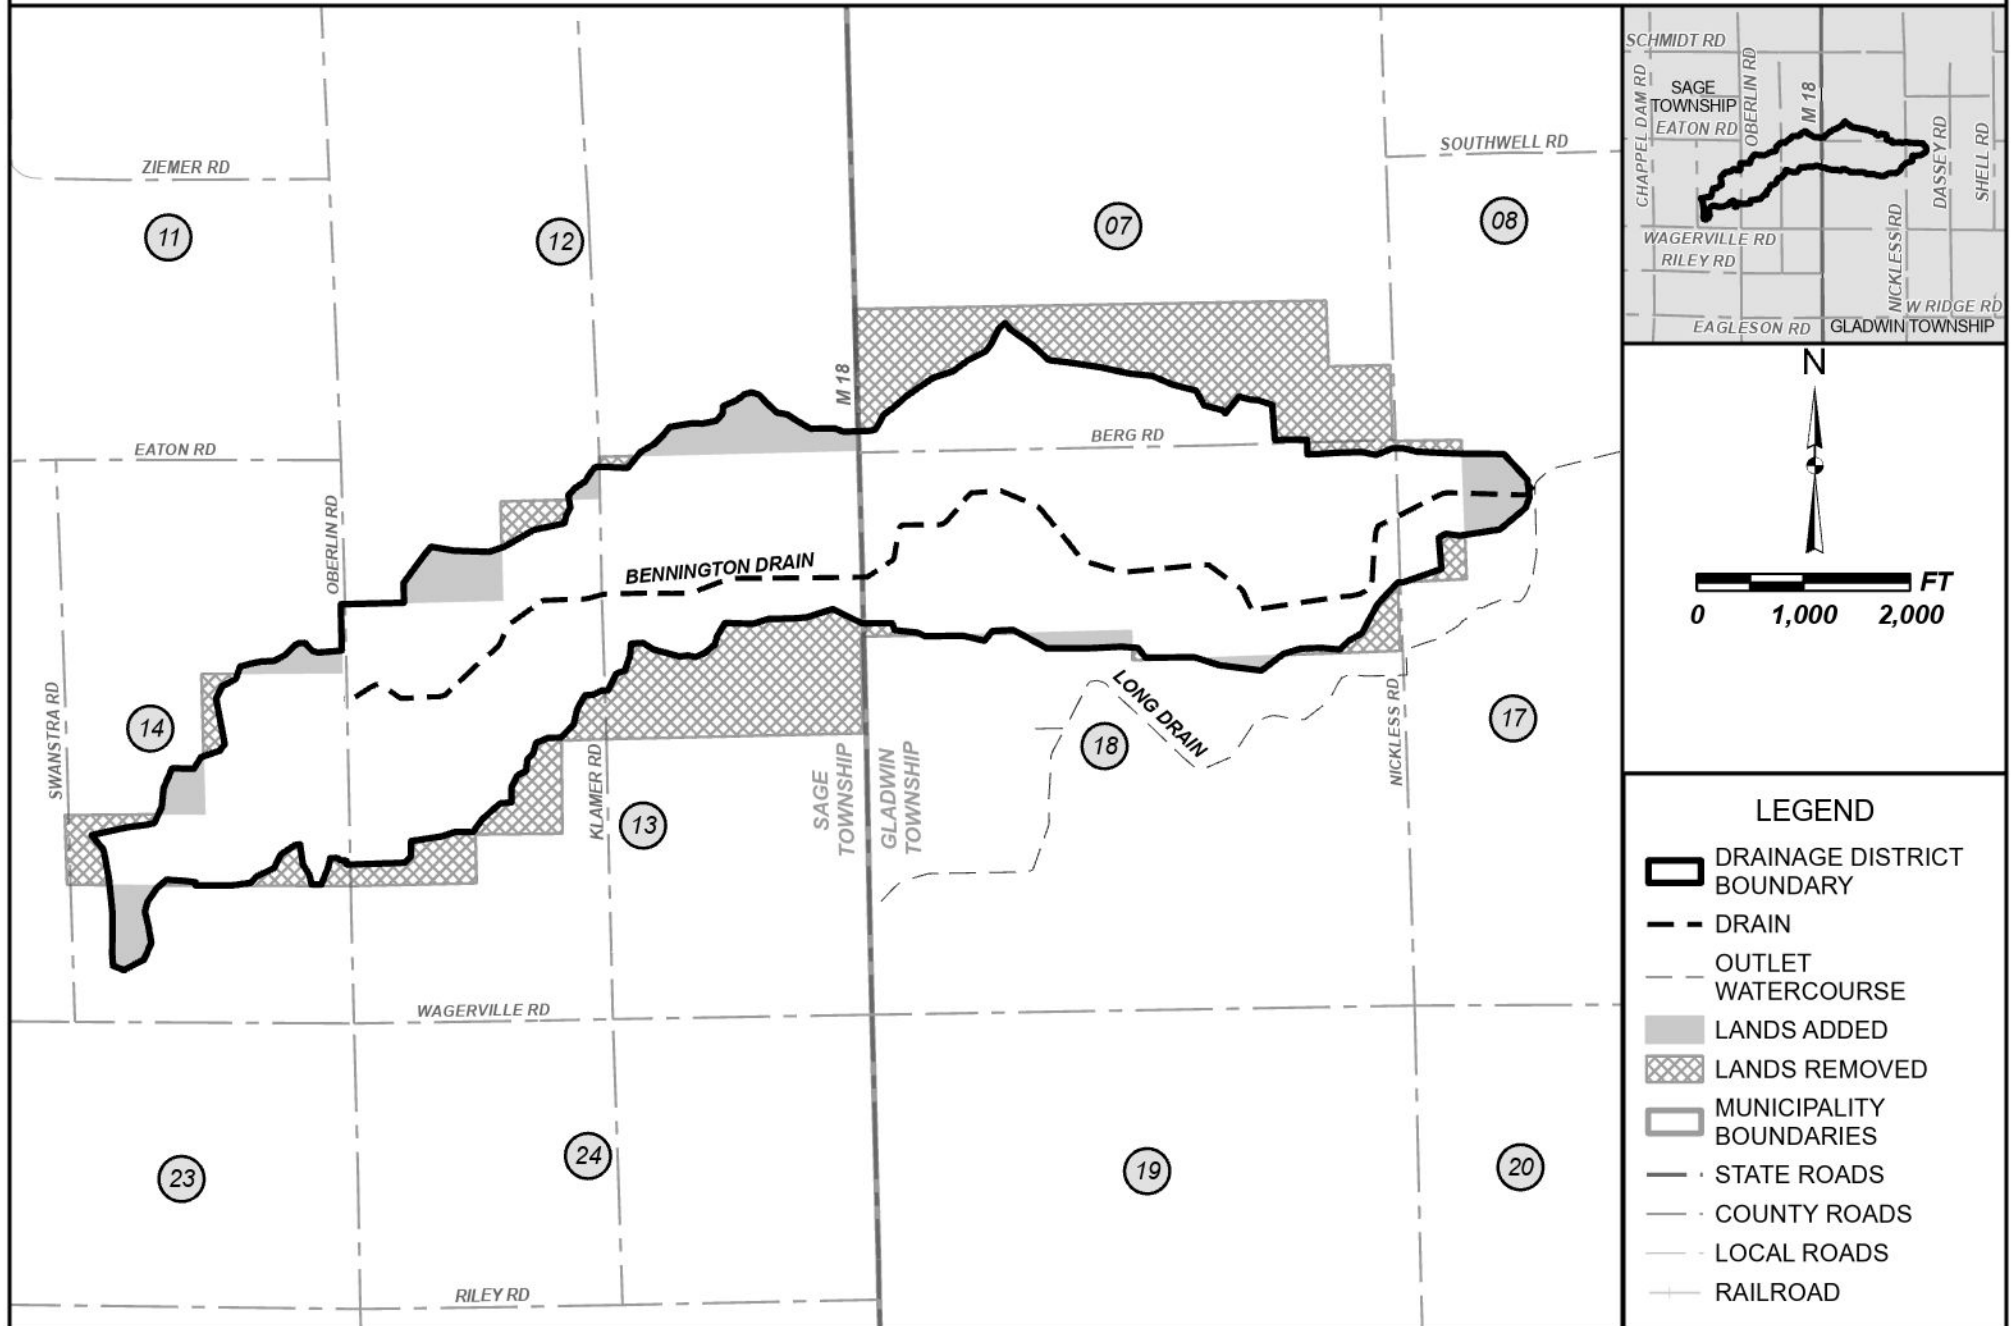 ZIEMER RD
SOUTHWELL RD
11
12
07
08
M 18
EATON RD
BERG RD
OBERLIN RD
BENNINGTON DRAIN
SWANSTRA RD
14
LONG DRAIN
NICKLESS RD
17
18
KLAMER RD
13
SAGE
TOWNSHIP
GLADWIN
TOWNSHIP
WAGERVILLE RD
23
24
19
20
RILEY RD
SCHMIDT RD
CHAPPEL DAM RD
SAGE
TOWNSHIP
OBERLIN RD
M 18
EATON RD
DASSEY RD
SHELL RD
WAGERVILLE RD
RILEY RD
NICKLESS RD
W RIDGE RD
EAGLESON RD
GLADWIN TOWNSHIP
N
FT
0 1,000 2,000
LEGEND
DRAINAGE DISTRICT
BOUNDARY
DRAIN
OUTLET
WATERCOURSE
LANDS ADDED
LANDS REMOVED
MUNICIPALITY
BOUNDARIES
STATE ROADS
COUNTY ROADS
LOCAL ROADS
RAILROAD